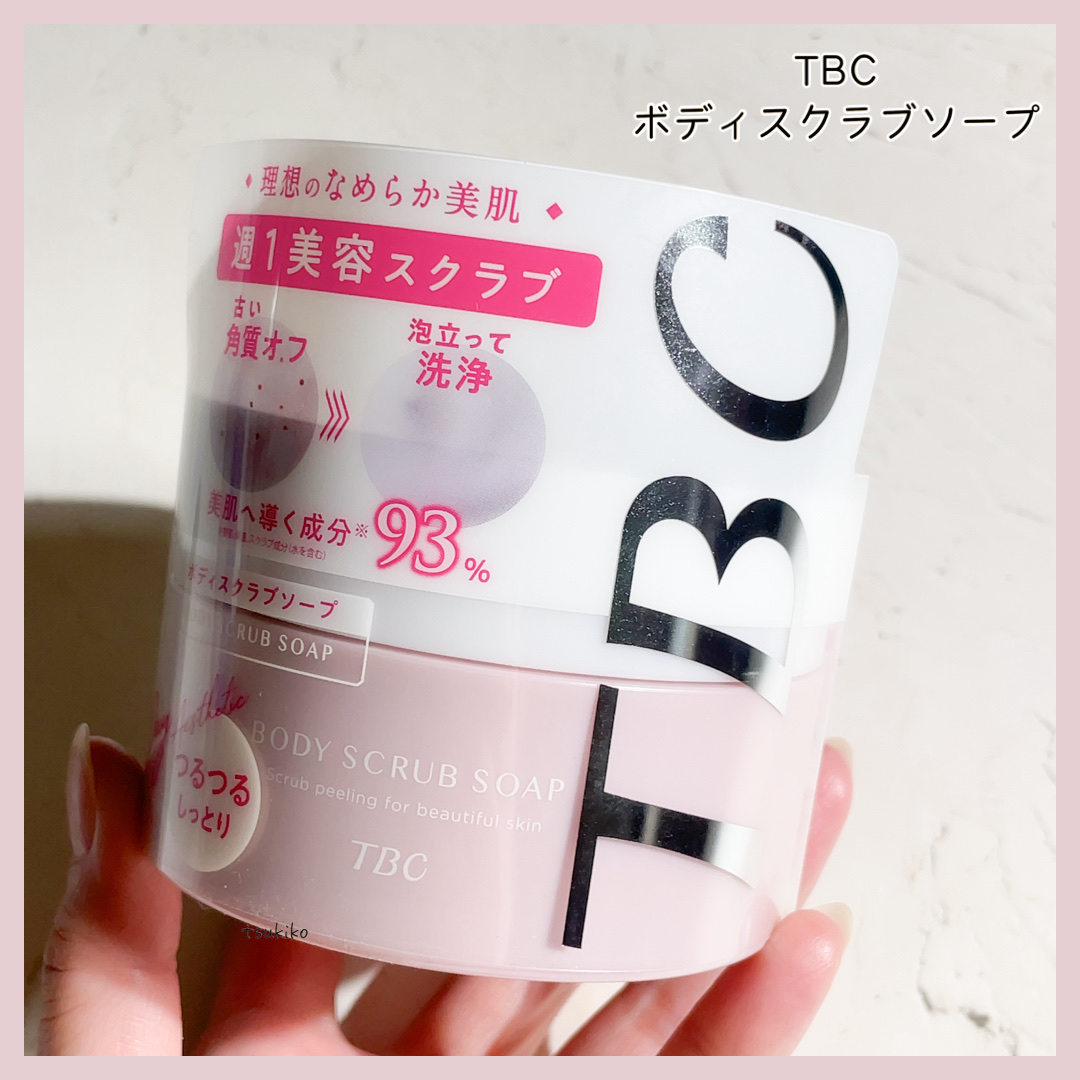 TBC
ボディスクラブソープ
理想のなめらか美肌
週1美容スクラブ
古い
角質オフ
泡立って
洗浄
美肌へ導く成分※93%
ボディスクラブソープ
BODY SCRUB SOAP
Aesthetic
つるつる
しっとり
BODY SCRUB SOAP
Scrub peeling for beautiful skin
TBC
TBC
tsukiko